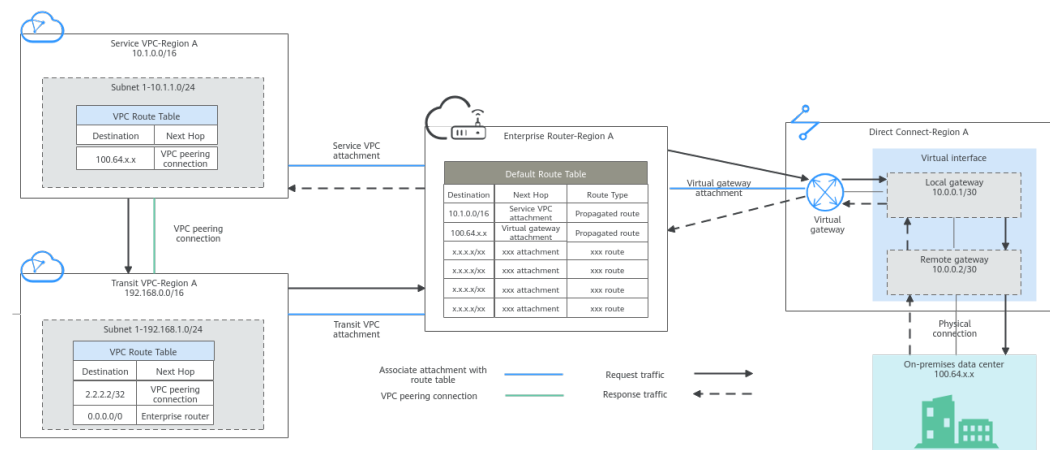 Service VPC-Region A
10.1.0.0/16
Subnet 1-10.1.1.0/24
VPC Route Table
Destination
Next Hop
100.64.x.x
VPC peering
connection
VPC peering
connection
Transit VPC-Region A
192.168.0.0/16
Subnet 1-192.168.1.0/24
VPC Route Table
Destination
Next Hop
2.2.2.2/32
VPC peering
connection
0.0.0.0/0
Enterprise router
Service VPC
attachment
Transit VPC
attachment
Enterprise Router-Region A
Default Route Table
Destination
Next Hop
Route Type
10.1.0.0/16
Service VPC
attachment
Propagated route
100.64.x.x
Virtual gateway
attachment
Propagated route
x.x.x.x/xx
xxx attachment
xxx route
x.x.x.x/xx
xxx attachment
xxx route
x.x.x.x/xx
xxx attachment
xxx route
x.x.x.x/xx
xxx attachment
xxx route
Virtual gateway
attachment
Direct Connect-Region A
Virtual
gateway
Virtual interface
Local gateway
10.0.0.1/30
Remote gateway
10.0.0.2/30
Physical
connection
On-premises data center
100.64.x.x
Associate attachment with
route table
VPC peering connection
Request traffic
Response traffic